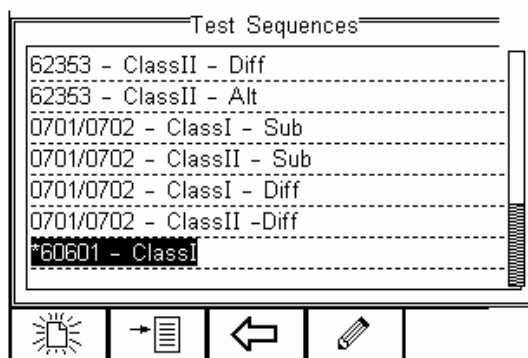 Test Sequences
62353 - ClassII - Diff
62353 - ClassII - Alt
0701/0702 - ClassI - Sub
0701/0702 - ClassII - Sub
0701/0702 - ClassI - Diff
0701/0702 - ClassII -Diff
*60601 - ClassI